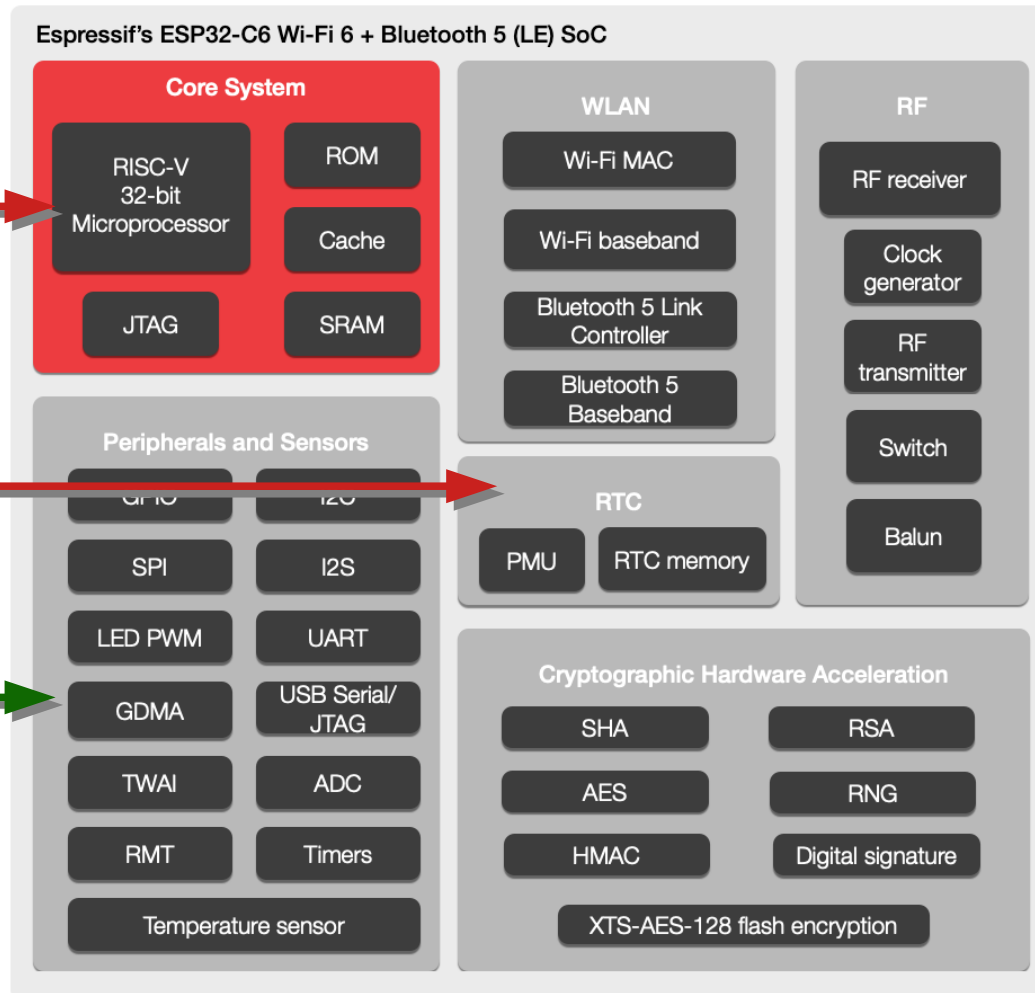 Espressif's ESP32-C6 Wi-Fi 6 + Bluetooth 5 (LE) SoC
Core System
RISC-V
32-bit
Microprocessor
ROM
Cache
JTAG
SRAM
WLAN
Wi-Fi MAC
Wi-Fi baseband
Bluetooth 5 Link
Controller
Bluetooth 5
Baseband
RF
RF receiver
Clock
generator
RF
transmitter
Switch
Balun
Peripherals and Sensors
GPIO
I2C
SPI
I2S
LED PWM
UART
GDMA
USB Serial/
JTAG
TWAI
ADC
RMT
Timers
Temperature sensor
RTC
PMU
RTC memory
Cryptographic Hardware Acceleration
SHA
RSA
AES
RNG
HMAC
Digital signature
XTS-AES-128 flash encryption